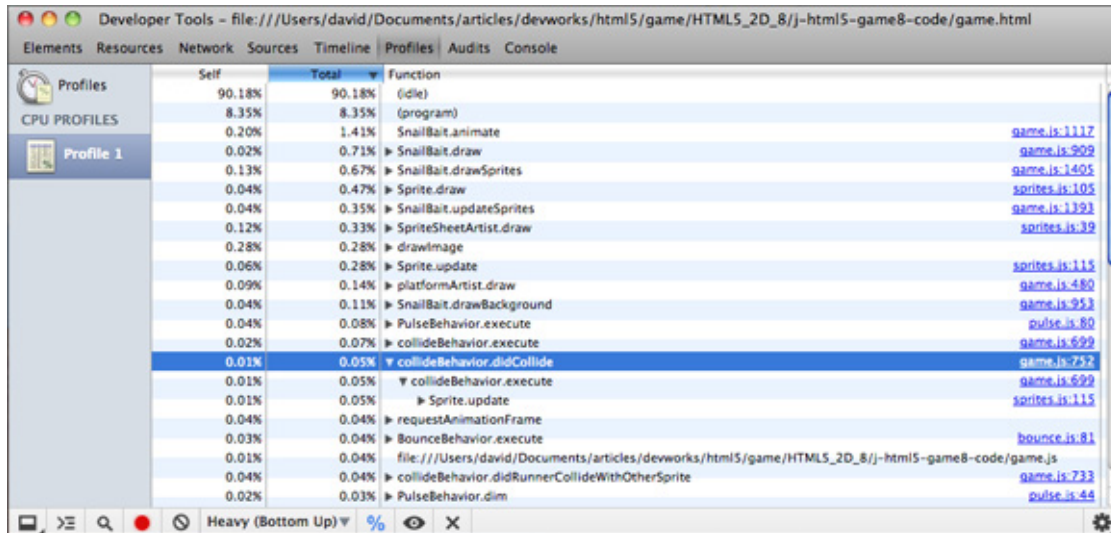 Developer Tools - file:///Users/david/Documents/articles/devworks/html5/game/HTML5_2D_8/j-html5-game8-code/game.html
Elements Resources Network Sources Timeline Profiles Audits Console
Profiles
CPU PROFILES
Profile 1
Self Total Function
90.18% 90.18% (idle)
8.35% 8.35% (program)
0.20% 1.41% SnailBait.animate game.js:1117
0.02% 0.71% SnailBait.draw game.js:909
0.13% 0.67% SnailBait.drawSprites game.js:1405
0.04% 0.47% Sprite.draw sprites.js:105
0.04% 0.35% SnailBait.updateSprites game.js:1393
0.12% 0.33% SpriteSheetArtist.draw sprites.js:39
0.28% 0.28% drawImage
0.06% 0.28% Sprite.update sprites.js:115
0.09% 0.14% platformArtist.draw game.js:480
0.04% 0.11% SnailBait.drawBackground game.js:953
0.04% 0.08% PulseBehavior.execute pulse.js:80
0.02% 0.07% collideBehavior.execute game.js:699
0.01% 0.05% collideBehavior.didCollide game.js:752
0.01% 0.05% collideBehavior.execute game.js:699
0.01% 0.05% Sprite.update sprites.js:115
0.04% 0.04% requestAnimationFrame
0.03% 0.04% BounceBehavior.execute bounce.js:81
0.01% 0.04% file:///Users/david/Documents/articles/devworks/html5/game/HTML5_2D_8/j-html5-game8-code/game.js
0.04% 0.04% collideBehavior.didRunnerCollideWithOtherSprite game.js:733
0.02% 0.03% PulseBehavior.dim pulse.js:44
Heavy (Bottom Up) %